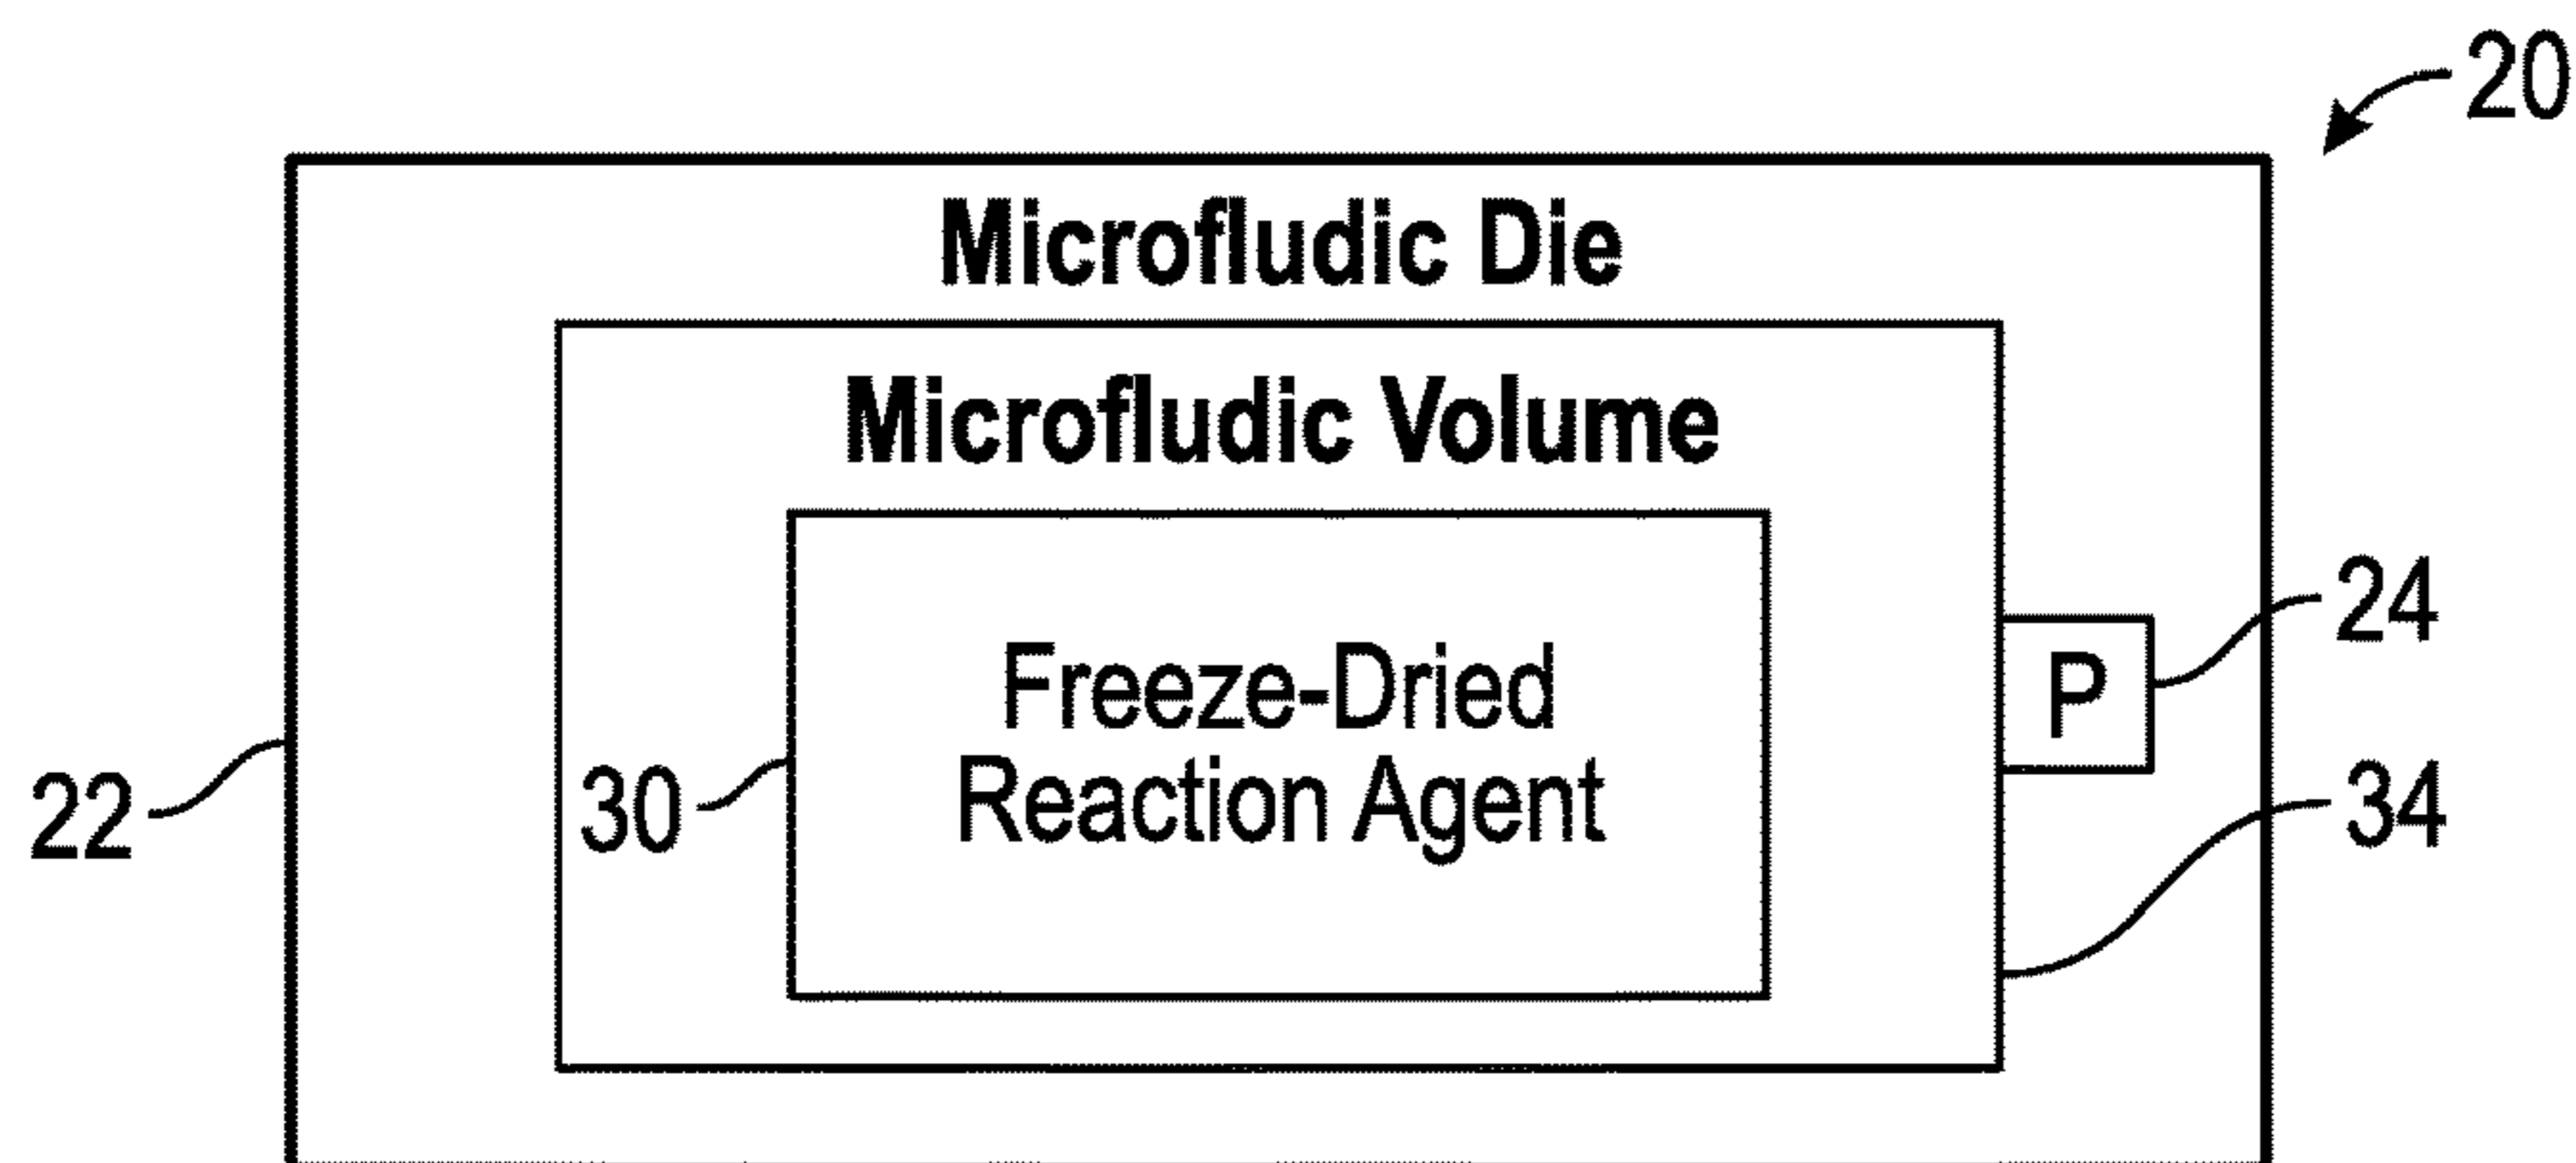 20
Microfludic Die
Microfludic Volume
24
P
Freeze-Dried
Reaction Agent
22
30
34